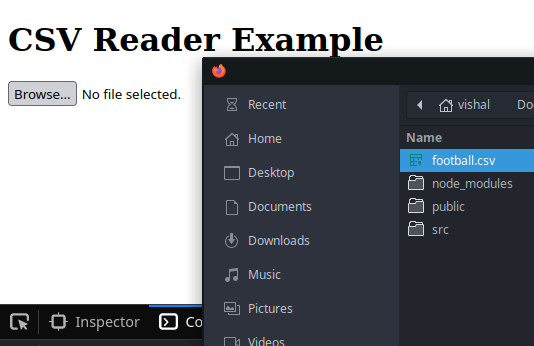 CSV Reader Example
Browse... No file selected.
Recent
Home
Desktop
Documents
Downloads
Music
Pictures
Videos
vishal Do
Name
football.csv
node_modules
public
src
Inspector Co